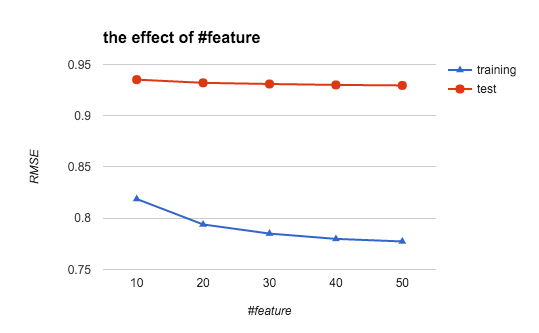 the effect of #feature
0.95
0.9
0.85
0.8
0.75
RMSE
10 20 30 40 50
#feature
training
test